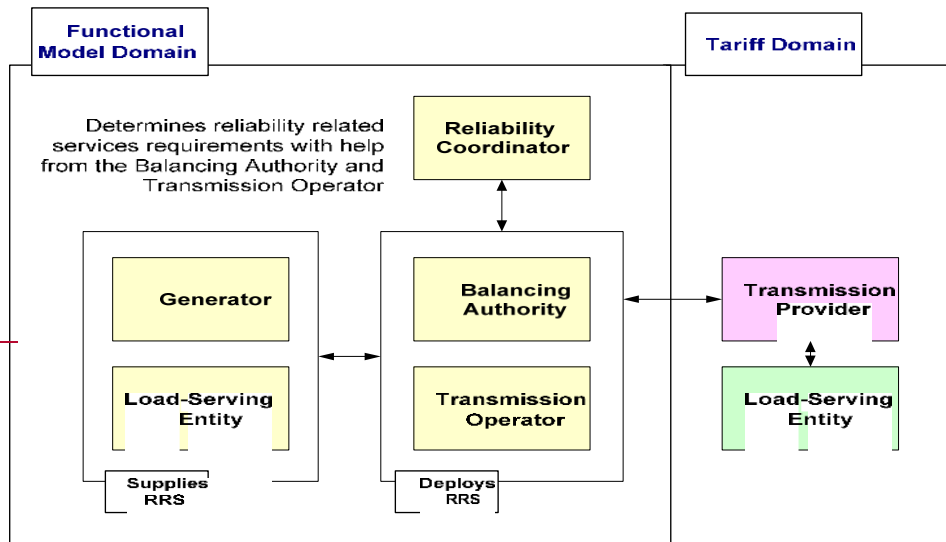 Functional
Model Domain
Tariff Domain
Determines reliability related
services requirements with help
from the Balancing Authority and
Transmission Operator
Reliability
Coordinator
Generator
Balancing
Authority
Transmission
Provider
Load-Serving
Entity
Transmission
Operator
Load-Serving
Entity
Supplies
RRS
Deploys
RRS